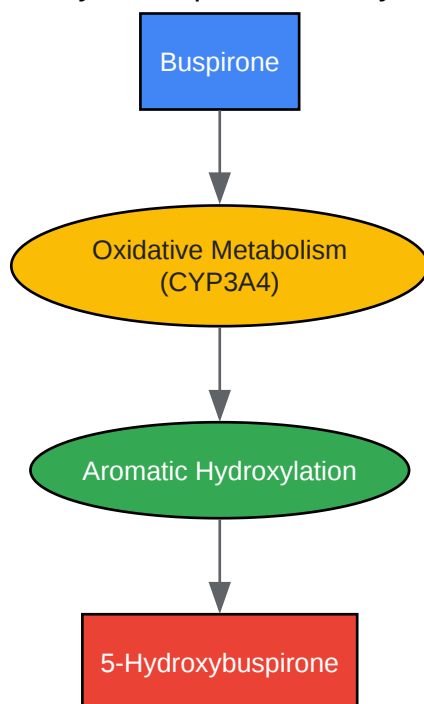 Buspirone
Oxidative Metabolism
(CYP3A4)
Aromatic Hydroxylation
5-Hydroxybuspirone